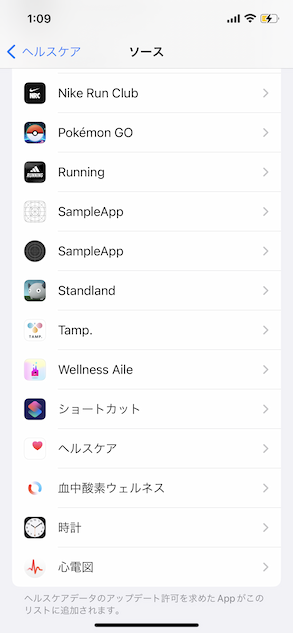 1:09
ヘルスケア
ソース
NRC
Nike Run Club
Pokémon GO
RUNNING
Running
SampleApp
SampleApp
Standland
TAMP.
Tamp.
Wellness Aile
ショートカット
ヘルスケア
血中酸素ウェルネス
時計
心電図
ヘルスケアデータのアップデート許可を求めた App がこの
リストに追加されます。